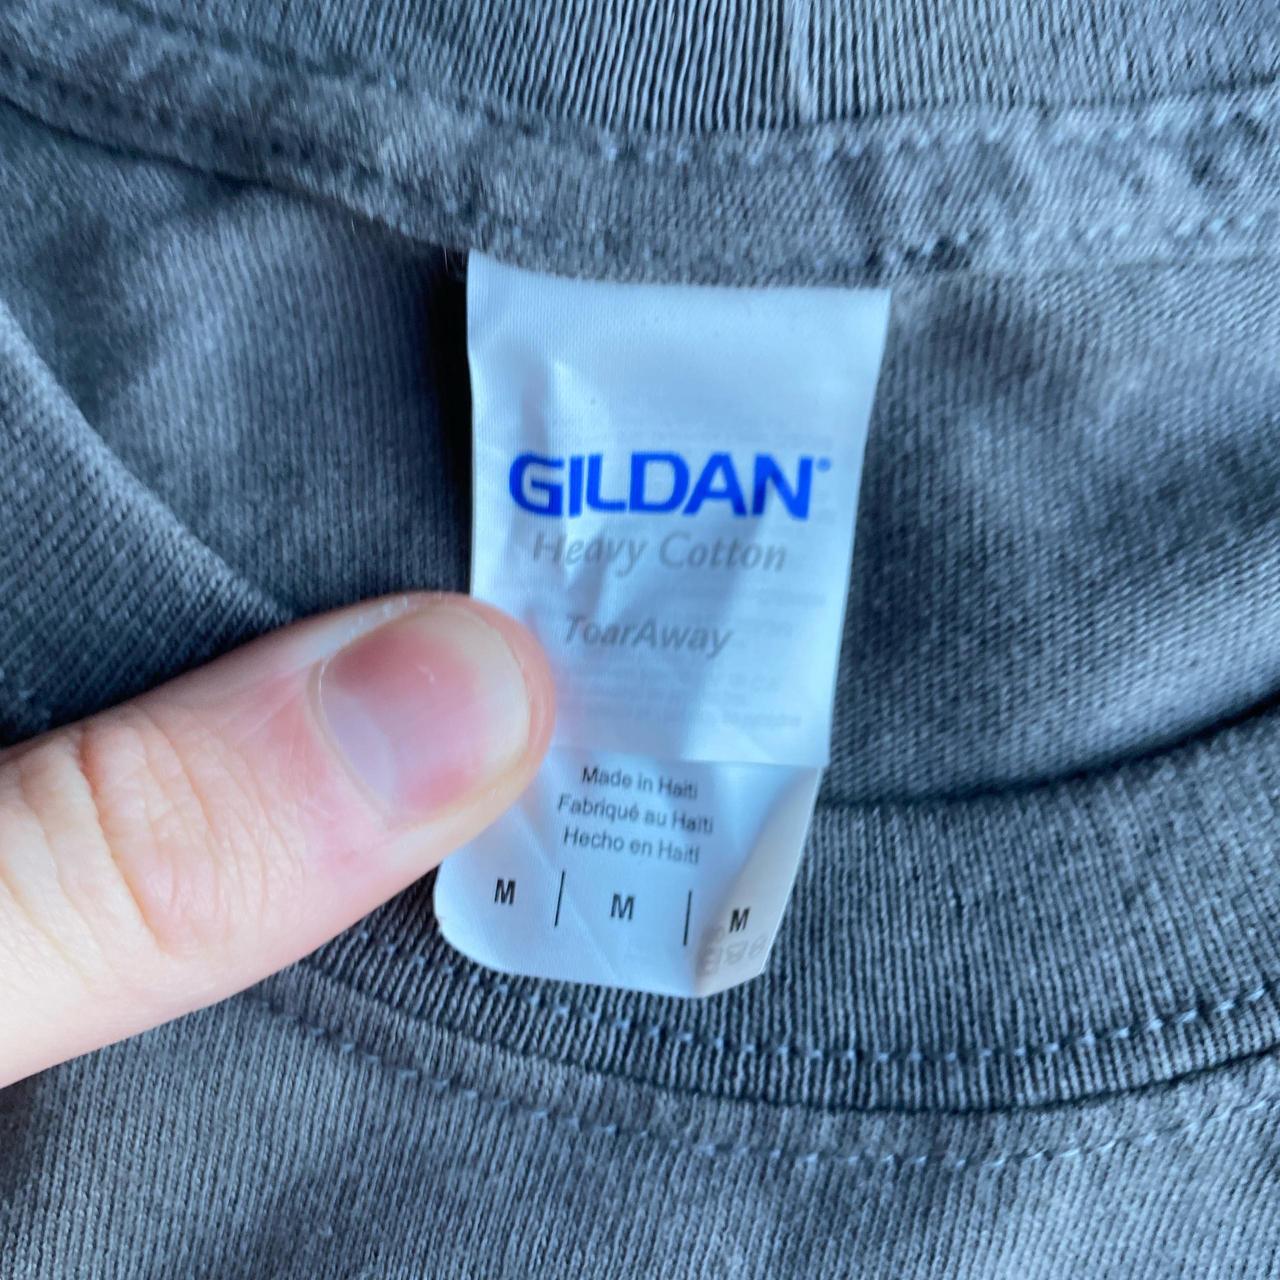 GILDAN®
Heavy Cotton
TearAway
Made in Haiti
Fabriqué au Haïti
Hecho en Haití
M | M | M